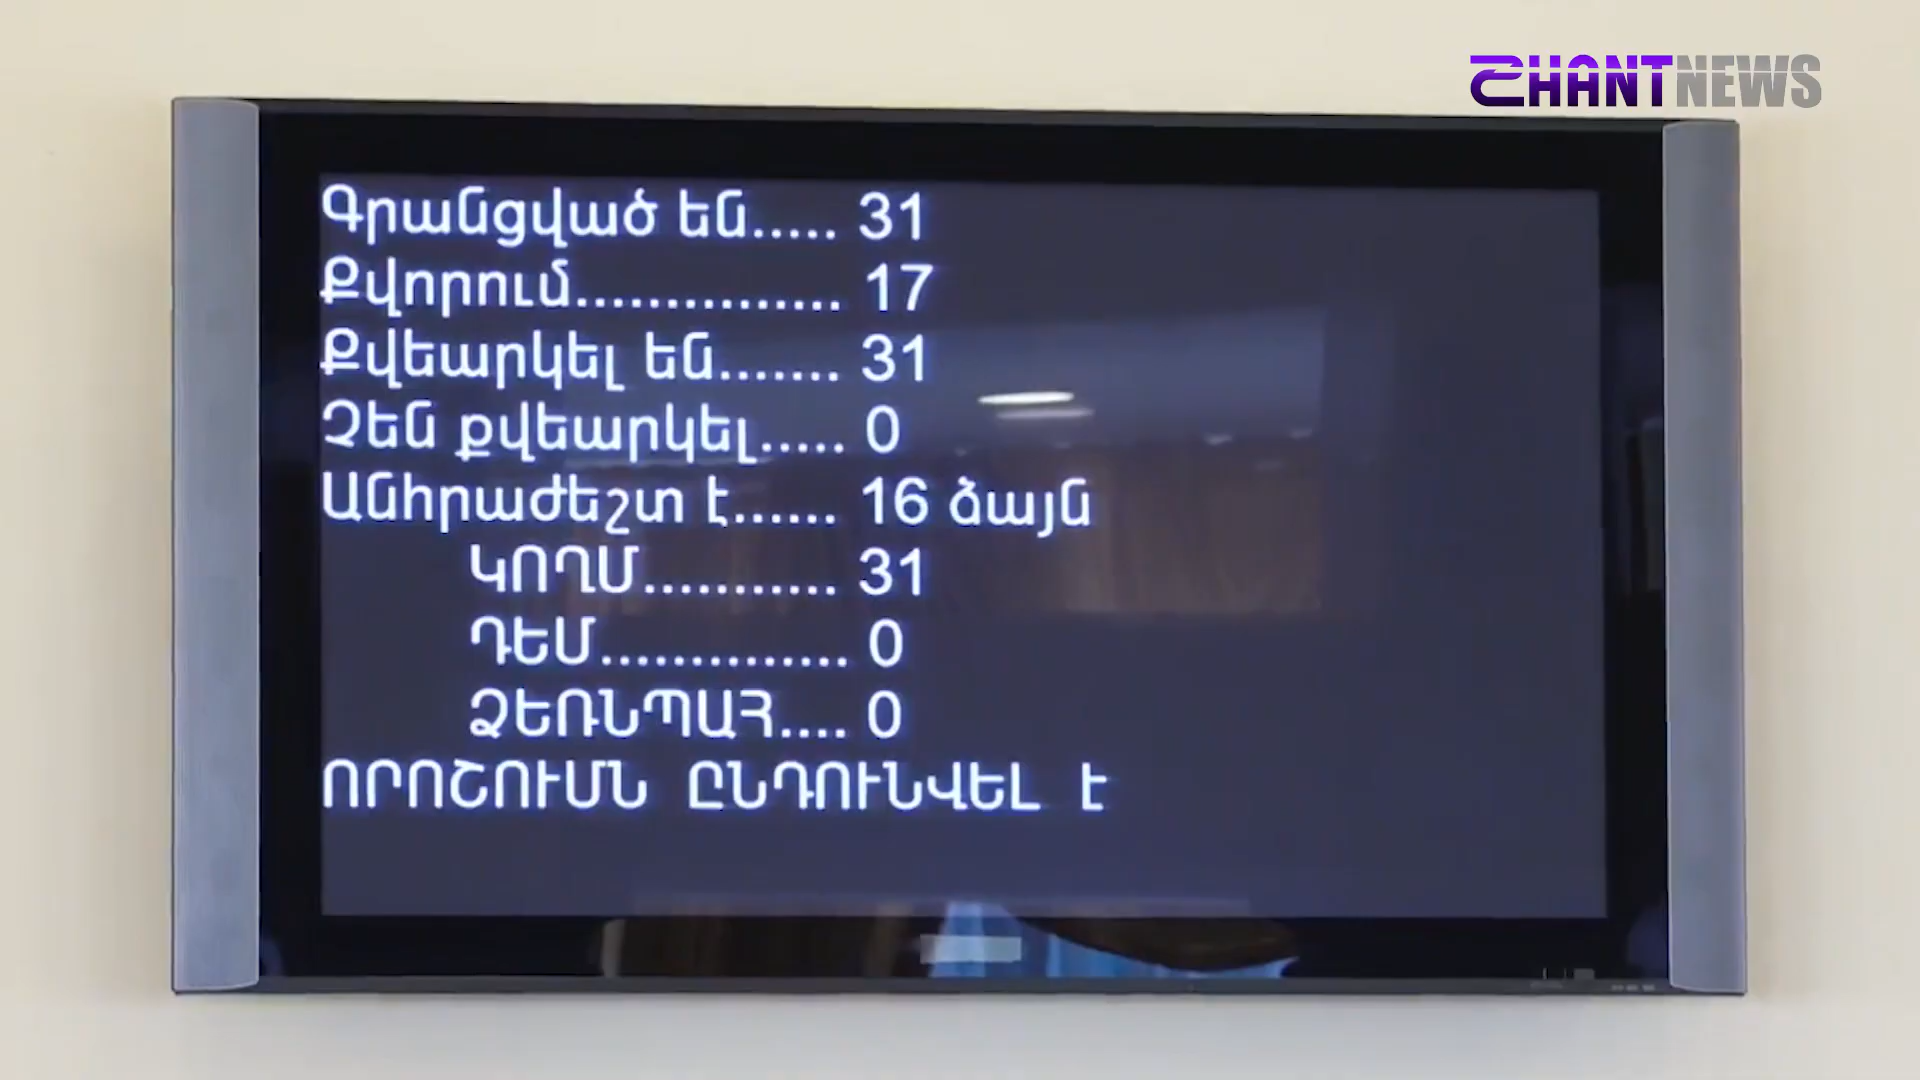 SHANTNEWS
Գրանցված են..... 31
Քվորում............... 17
Քվեարկել են....... 31
Չեն քվեարկել..... 0
Անհրաժեշտ է...... 16 ձայն
ԿՈՂՄ........... 31
ԴԵՄ.............. 0
ՁԵՌՆՊԱՀ.... 0
ՈՐՈՇՈՒՄՆ ԸՆԴՈՒՆՎԵԼ է